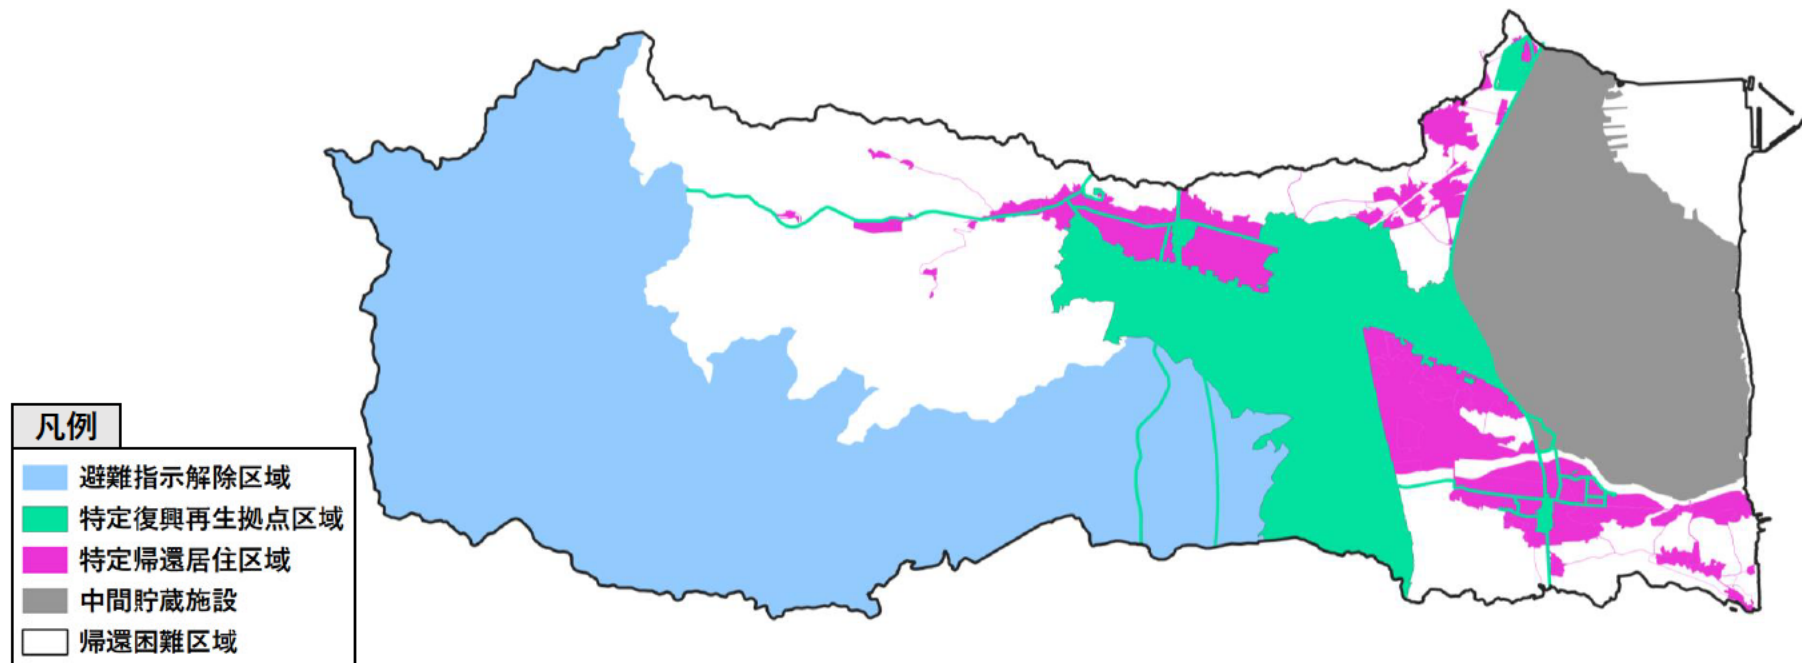 凡例
避難指示解除区域
特定復興再生拠点区域
特定帰還居住区域
中間貯蔵施設
帰還困難区域